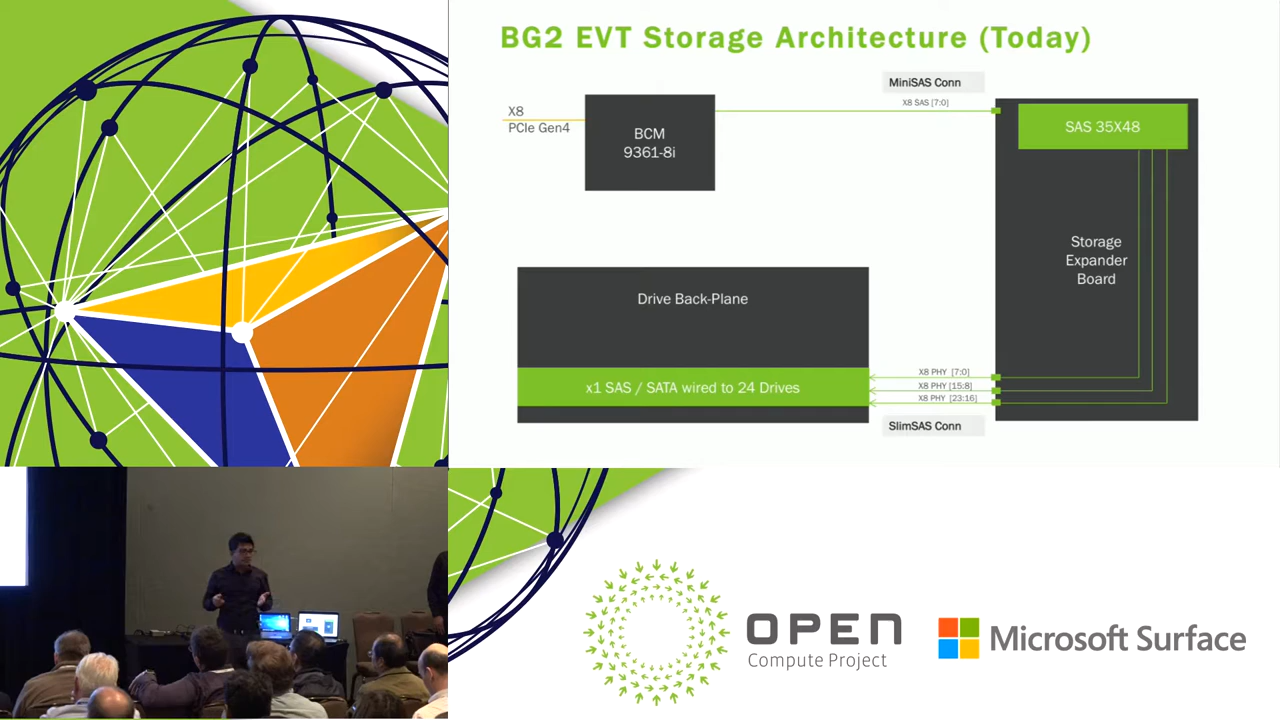 BG2 EVT Storage Architecture (Today)
MiniSAS Conn
X8
PCIe Gen4
BCM
9361-8i
X8 SAS [7:0]
SAS 35X48
Storage
Expander
Board
Drive Back-Plane
x1 SAS / SATA wired to 24 Drives
X8 PHY [7:0]
X8 PHY [15:8]
X8 PHY [23:16]
SlimSAS Conn
OPEN
Compute Project
Microsoft Surface